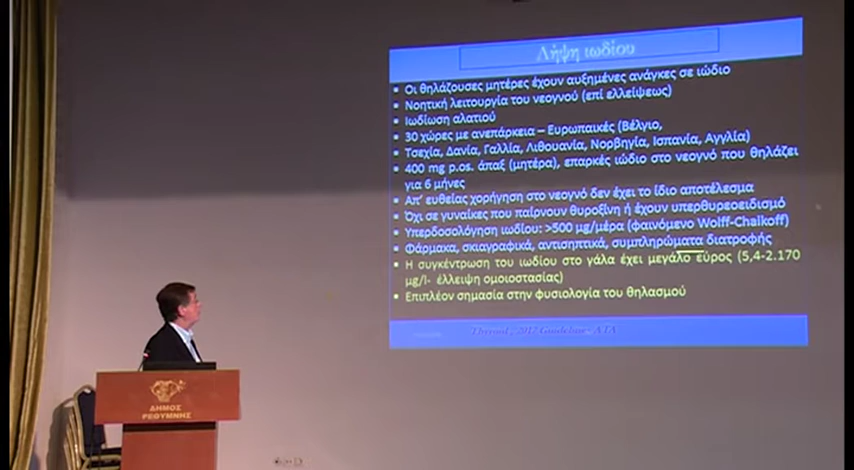 Λήψη ιωδίου
▪ Οι θηλάζουσες μητέρες έχουν αυξημένες ανάγκες σε ιώδιο
▪ Νοητική λειτουργία του νεογνού (επί ελλείψεως)
▪ Ιωδίωση αλατιού
▪ 30 χώρες με ανεπάρκεια – Ευρωπαικές (Βέλγιο,
▪ Τσεχία, Δανία, Γαλλία, Λιθουανία, Νορβηγία, Ισπανία, Αγγλία)
▪ 400 mg p.os. άπαξ (μητέρα), επαρκές ιώδιο στο νεογνό που θηλάζει
για 6 μήνες
▪ Απ' ευθείας χορήγηση στο νεογνό δεν έχει το ίδιο αποτέλεσμα
▪ Όχι σε γυναίκες που παίρνουν θυροξίνη ή έχουν υπερθυρεοειδισμό
▪ Υπερδοσολόγηση ιωδίου: >500 μg/μέρα (φαινόμενο Wolff-Chaikoff)
▪ Φάρμακα, σκιαγραφικά, αντισηπτικά, συμπληρώματα διατροφής
▪ Η συγκέντρωση του ιωδίου στο γάλα έχει μεγάλο εύρος (5,4-2.170
μg/l- έλλειψη ομοιοστασίας)
▪ Επιπλέον σημασία στην φυσιολογία του θηλασμού
Thyroid, 2017 Guidelines ATA
ΔΗΜΟΣ
ΡΕΘΥΜΝΗΣ